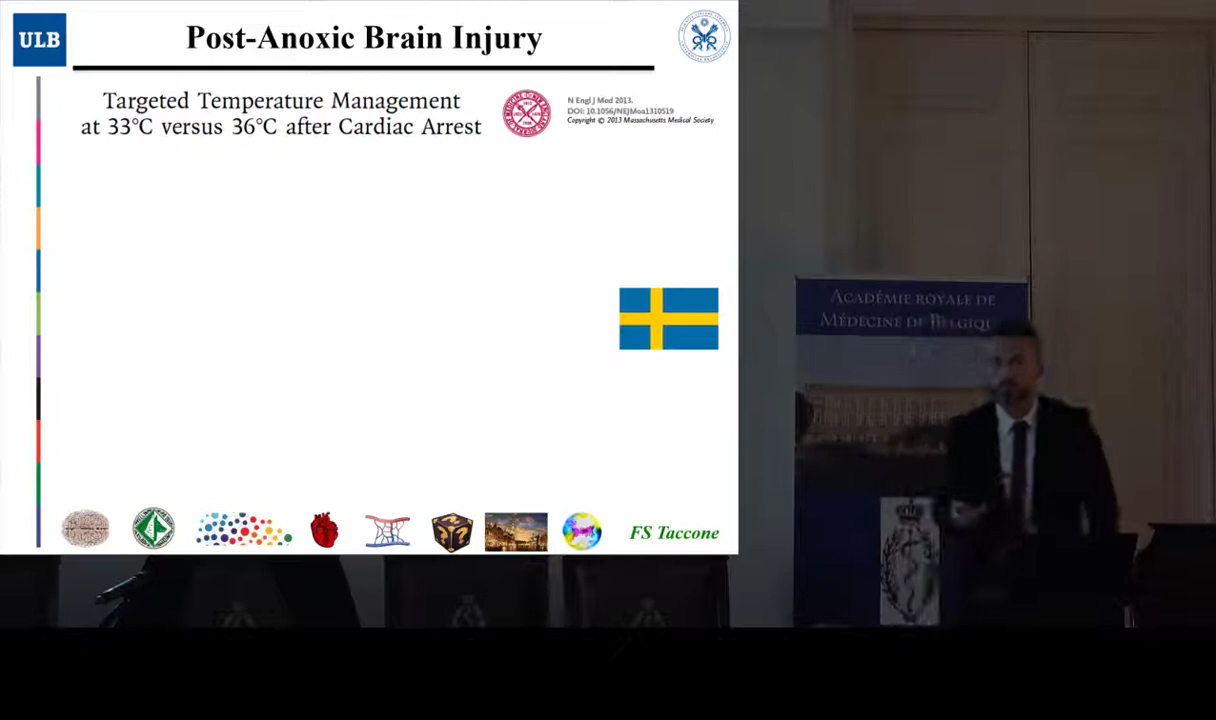 ULB
Post-Anoxic Brain Injury
Targeted Temperature Management
at 33°C versus 36°C after Cardiac Arrest
N Engl J Med 2013.
DOI: 10.1056/NEJMoa1310519
Copyright © 2013 Massachusetts Medical Society
FS Taccone
ACADÉMIE ROYALE DE
MÉDECINE DE BELGIQU